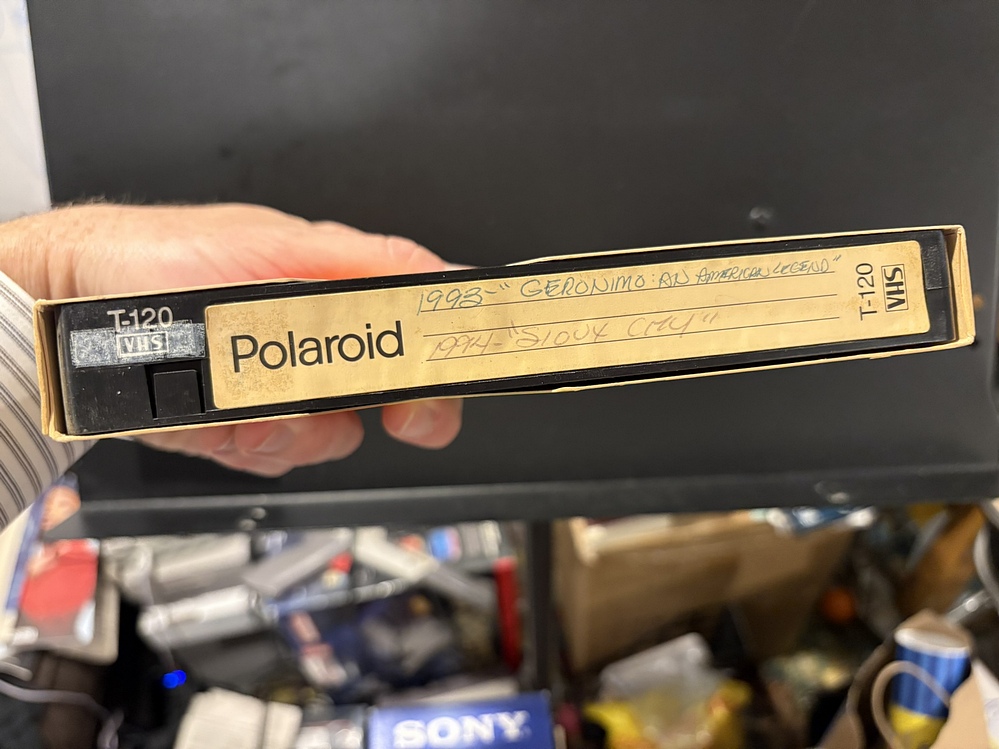 T-120
VHS
Polaroid
1993-"GERONIMO: AN AMERICAN LEGEND"
1994-"SIOUX CITY"
T-120
VHS
SONY